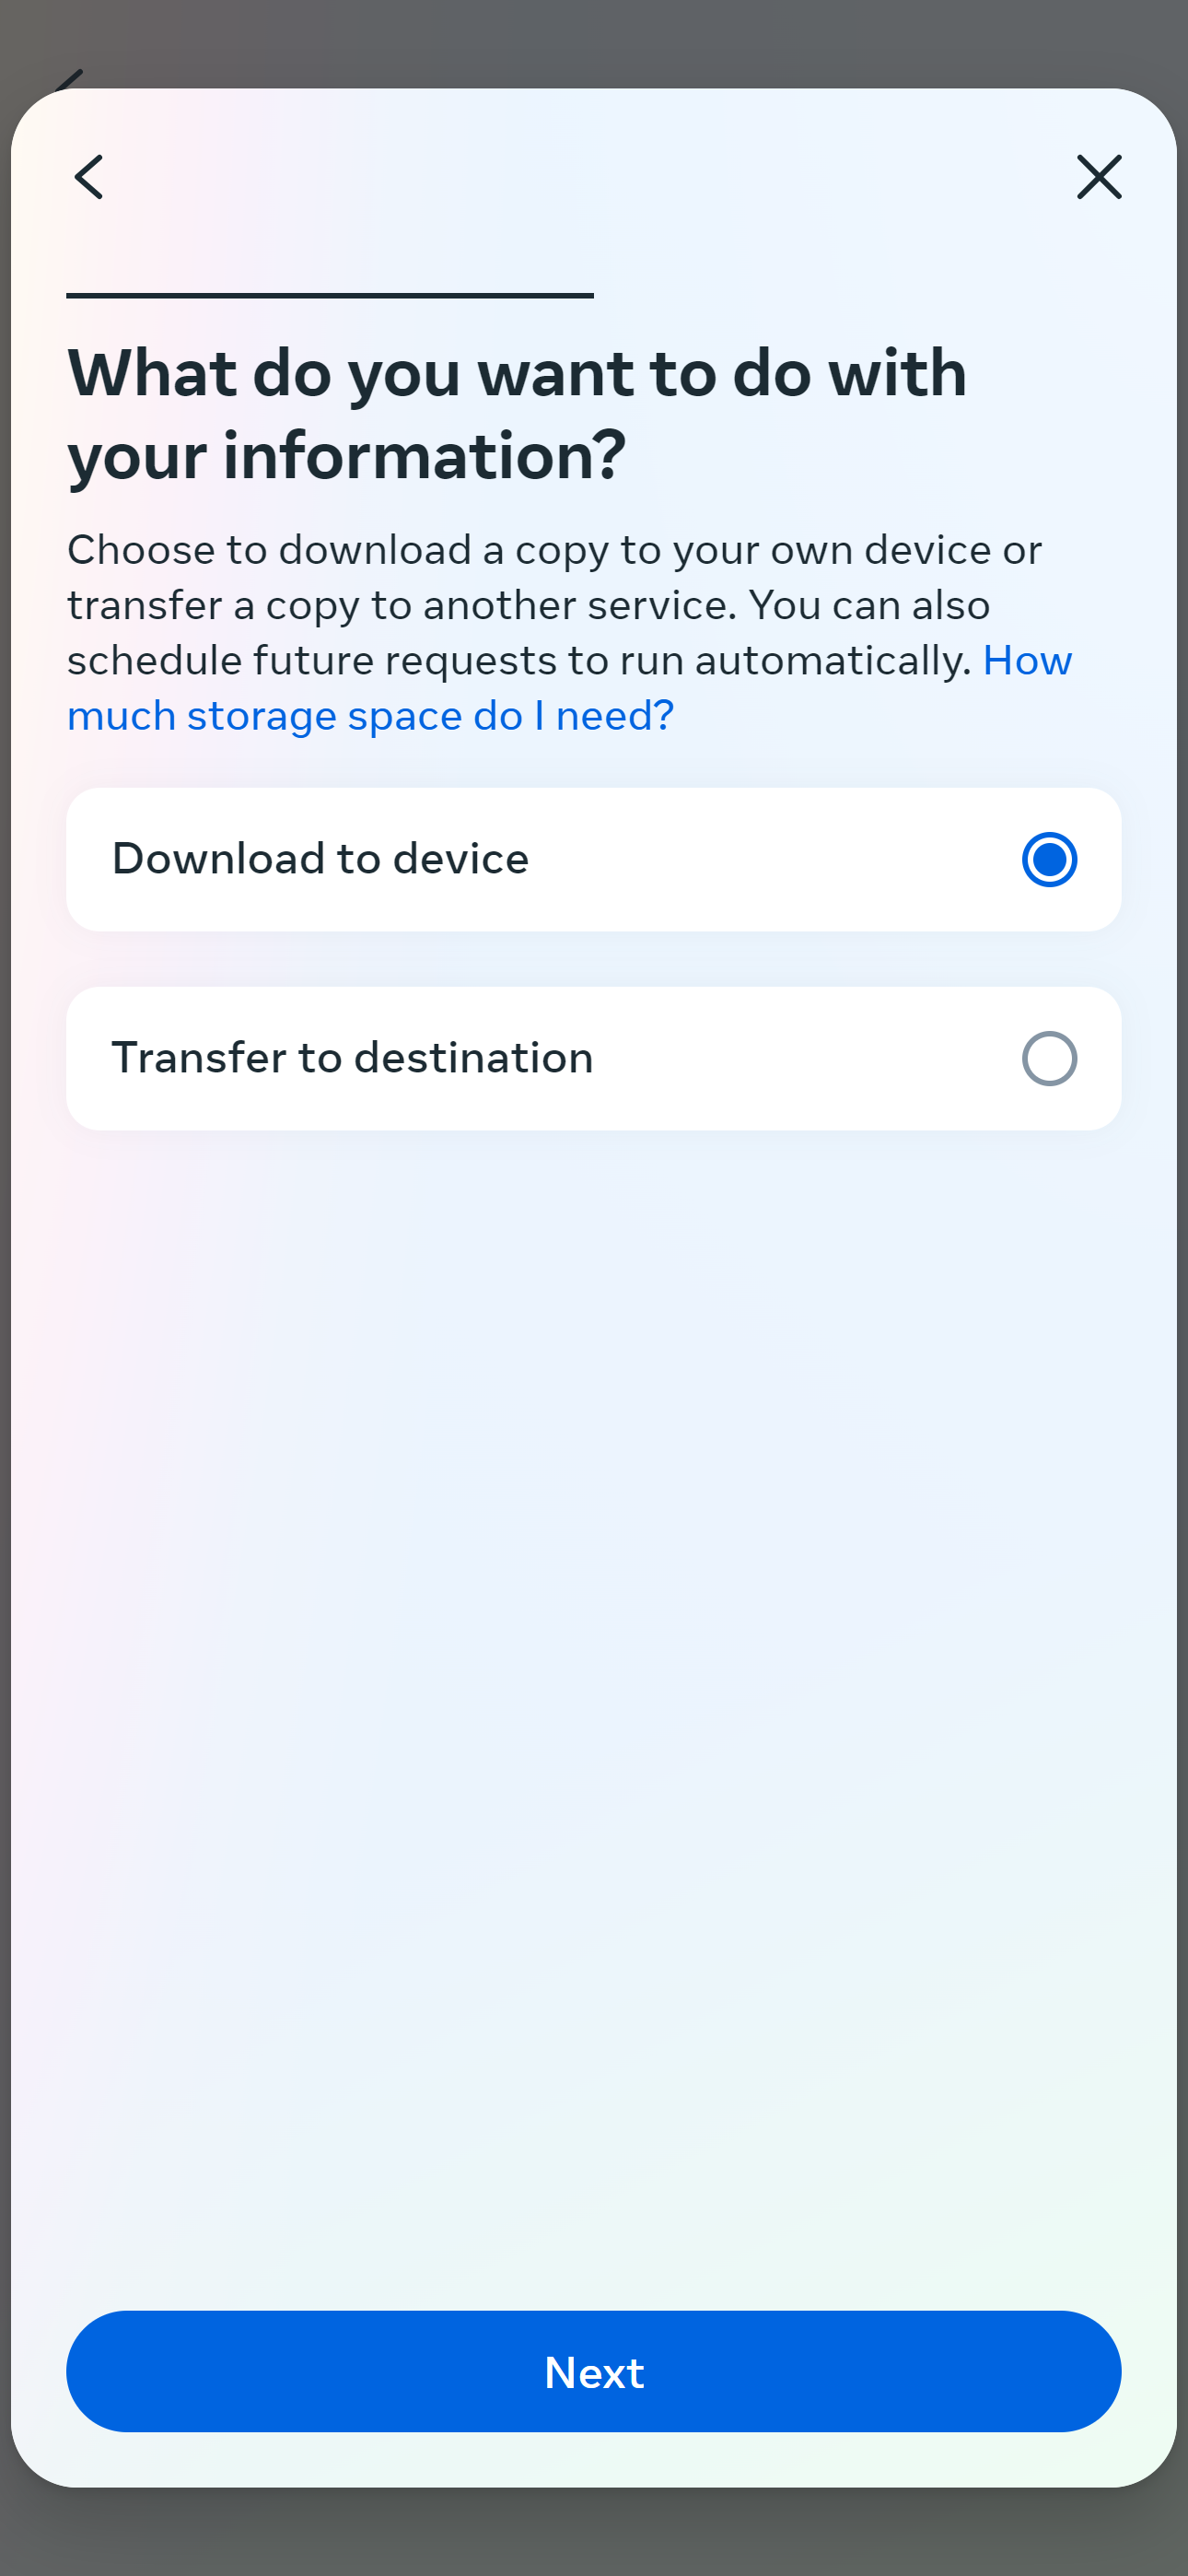 What do you want to do with
your information?
Choose to download a copy to your own device or
transfer a copy to another service. You can also
schedule future requests to run automatically. How
much storage space do I need?
Download to device
Transfer to destination
Next